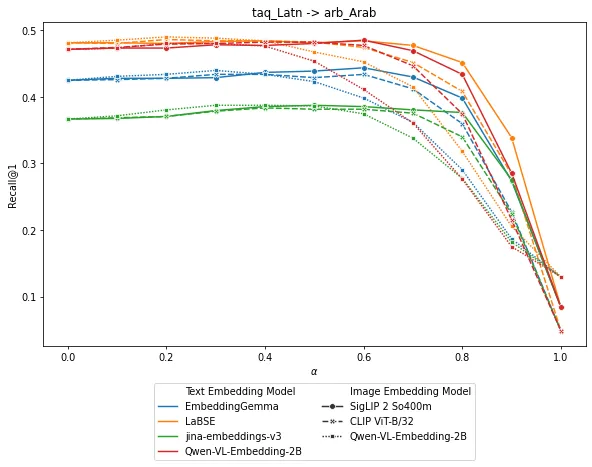 taq_Latn -> arb_Arab
0.5
0.4
0.3
0.2
0.1
Recall@1
0.0
0.2
0.4
0.6
0.8
1.0
α
Text Embedding Model
EmbeddingGemma
LaBSE
jina-embeddings-v3
Qwen-VL-Embedding-2B
Image Embedding Model
SigLIP 2 So400m
CLIP ViT-B/32
Qwen-VL-Embedding-2B